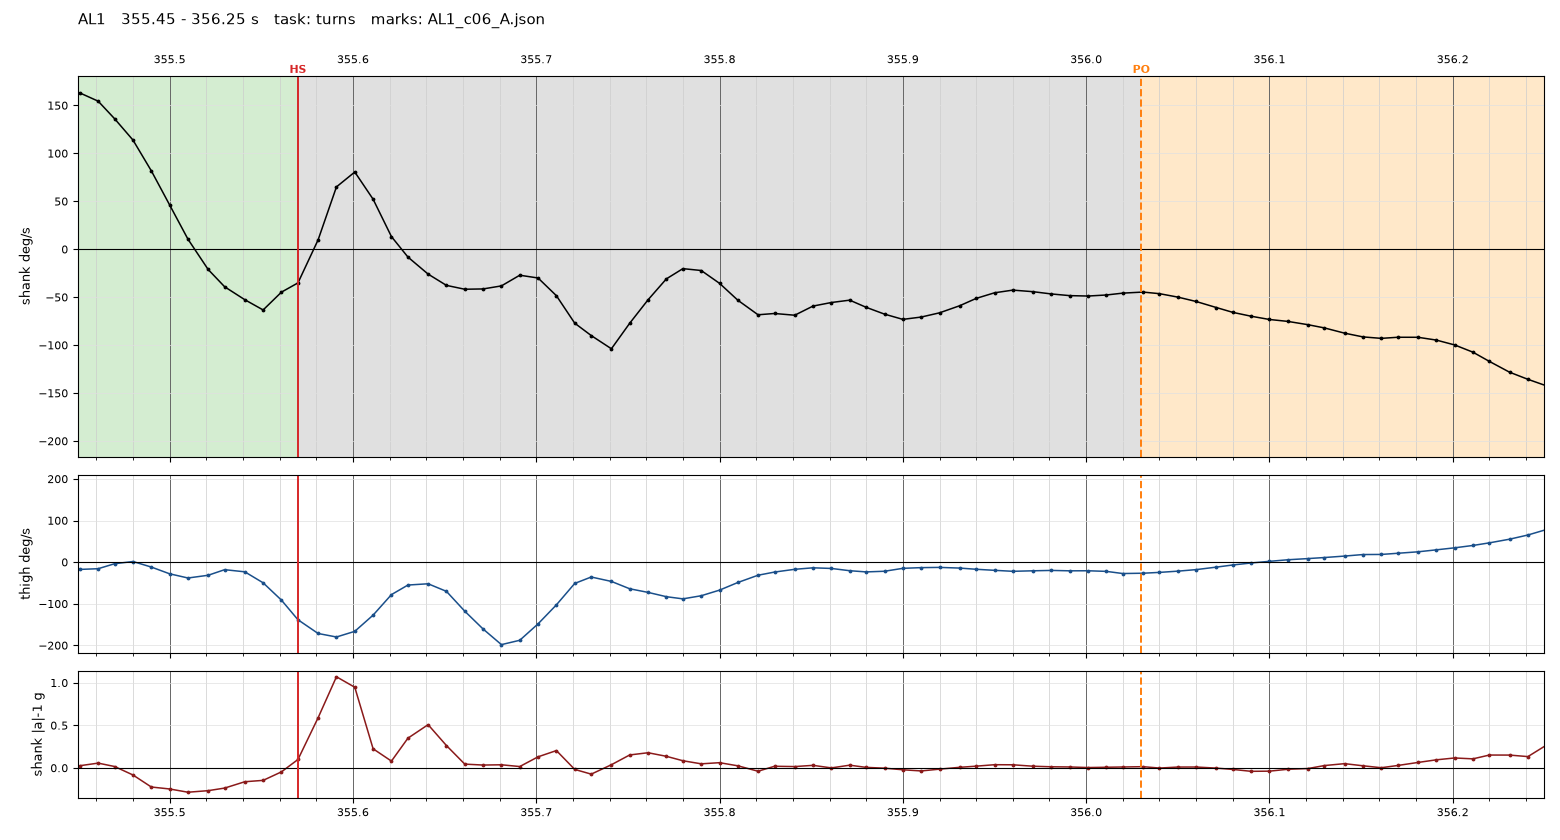 AL1   355.45 - 356.25 s   task: turns   marks: AL1_c06_A.json
355.5 355.6 355.7 355.8 355.9 356.0 356.1 356.2
HS PO
shank deg/s
150
100
50
0
−50
−100
−150
−200
thigh deg/s
200
100
0
−100
−200
shank |a|-1 g
1.0
0.5
0.0
355.5 355.6 355.7 355.8 355.9 356.0 356.1 356.2